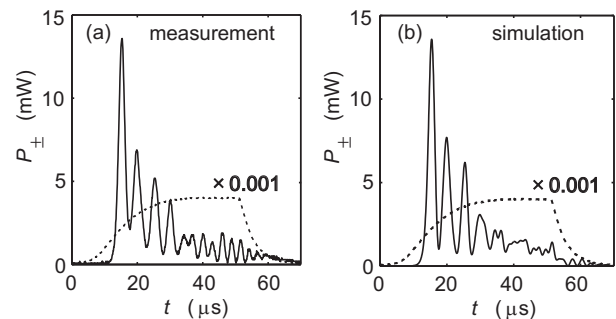 (a) measurement
15
10
5
0
P± (mW)
× 0.001
0 20 40 60
t (μs)
(b) simulation
15
10
5
0
P± (mW)
× 0.001
0 20 40 60
t (μs)